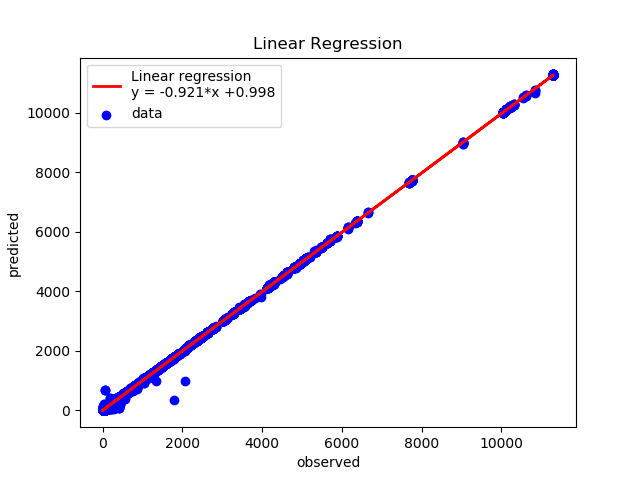 Linear Regression
Linear regression
y = -0.921*x +0.998
data
predicted
10000
8000
6000
4000
2000
0
0 2000 4000 6000 8000 10000
observed